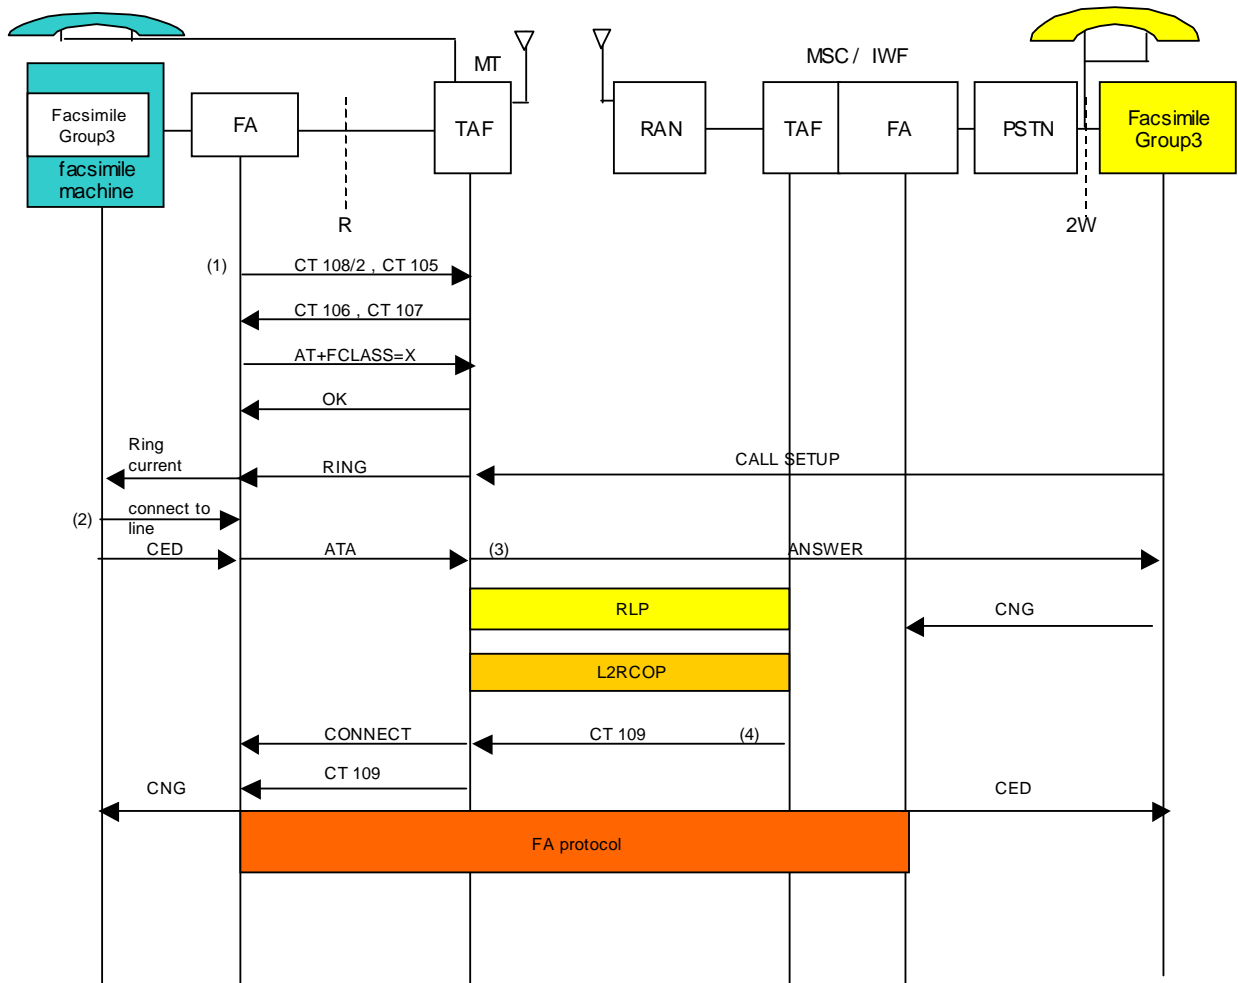 MT
MSC / IWF
Facsimile
Group3
facsimile
machine
FA
TAF
RAN
TAF
FA
PSTN
Facsimile
Group3
R
2W
(1)
CT 108/2 , CT 105
CT 106 , CT 107
AT+FCLASS=X
OK
Ring
current
RING
CALL SETUP
(2)
connect to
line
CED
ATA
(3)
ANSWER
RLP
CNG
L2RCOP
CONNECT
CT 109
(4)
CT 109
CNG
CED
FA protocol